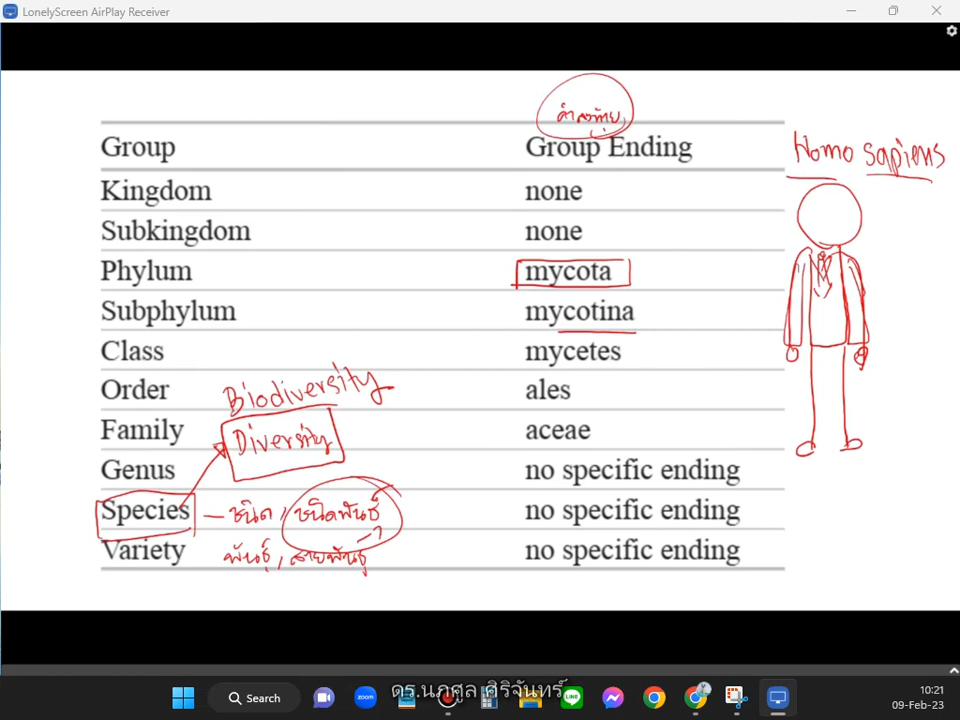 LonelyScreen AirPlay Receiver
คำลงท้าย
Group Group Ending
Homo sapiens
Kingdom none
Subkingdom none
Phylum mycota
Subphylum mycotina
Class mycetes
Biodiversity
Order ales
Family Diversity aceae
Genus no specific ending
Species – ชนิด, ชนิดพันธุ์ no specific ending
Variety พันธุ์, สายพันธุ์ – ? no specific ending
ดร.นภศูล ศิริจันทร์
Search
zoom
LINE
10:21
09-Feb-23